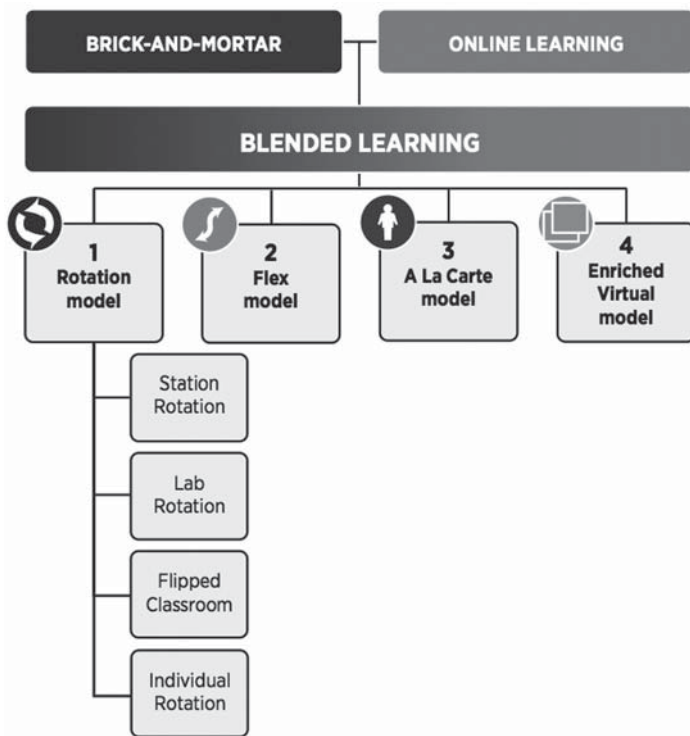 BRICK-AND-MORTAR
ONLINE LEARNING
BLENDED LEARNING
1
Rotation
model
2
Flex
model
3
A La Carte
model
4
Enriched
Virtual
model
Station
Rotation
Lab
Rotation
Flipped
Classroom
Individual
Rotation